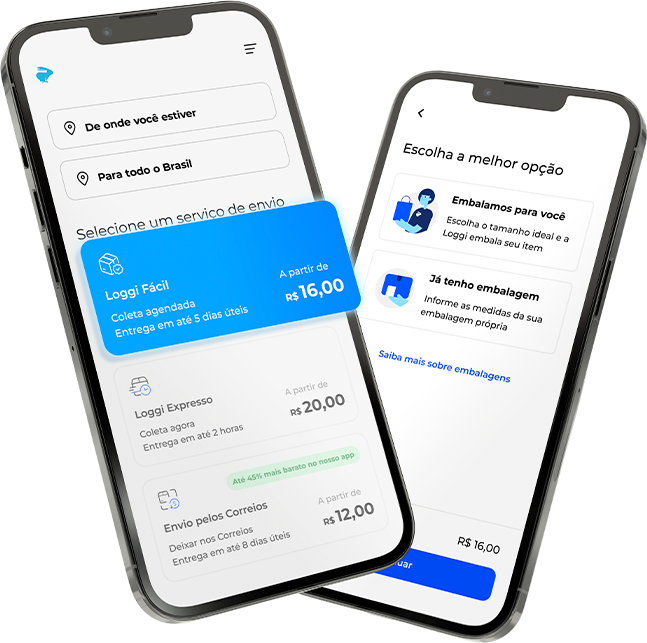 De onde você estiver
Para todo o Brasil
Selecione um serviço de envio
Loggi Fácil
Coleta agendada
Entrega em até 5 dias úteis
A partir de
R$ 16,00
Loggi Expresso
Coleta agora
Entrega em até 2 horas
A partir de
R$ 20,00
Até 45% mais barato no nosso app
Envio pelos Correios
Deixar nos Correios
Entrega em até 8 dias úteis
A partir de
R$ 12,00
Escolha a melhor opção
Embalamos para você
Escolha o tamanho ideal e a
Loggi embala seu item
Já tenho embalagem
Informe as medidas da sua
embalagem própria
Saiba mais sobre embalagens
R$ 16,00
uar